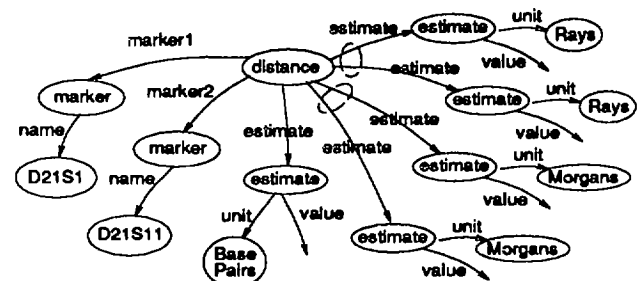 estimate
estimate
unit
Rays
marker1
distance
value
marker
marker2
estimate
estimate
unit
Rays
name
marker
estimate
estimate
estimate
value
D21S1
name
estimate
estimate
unit
Morgans
D21S11
unit
value
value
Base
Pairs
estimate
unit
Morgans
value